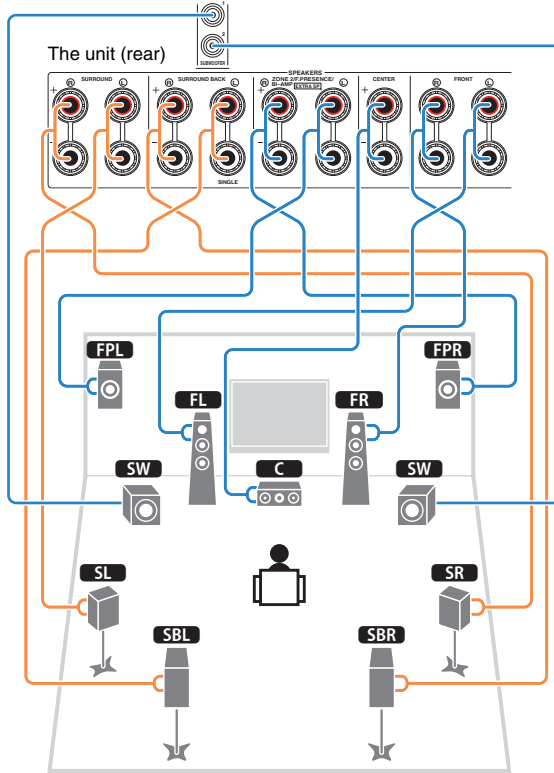 1
2
SUBWOOFER
The unit (rear)
SPEAKERS
R SURROUND L
R SURROUND BACK L
R ZONE 2/F.PRESENCE/ L
BI-AMP EXTRA SP
CENTER
R FRONT L
+ + + + +
SINGLE
FPL FPR
FL FR
SW C SW
SL SR
SBL SBR